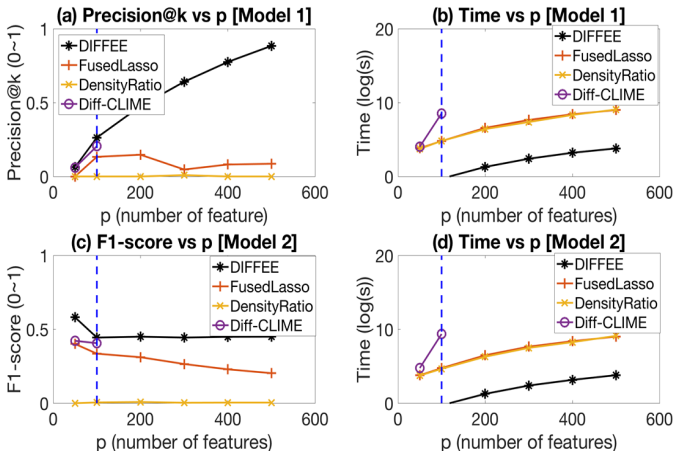 (a) Precision@k vs p [Model 1]
Precision@k (0~1)
1
0.5
0
DIFFEE
FusedLasso
DensityRatio
Diff-CLIME
0 200 400 600
p (number of feature)
(b) Time vs p [Model 1]
Time (log(s))
20
10
0
DIFFEE
FusedLasso
DensityRatio
Diff-CLIME
0 200 400 600
p (number of features)
(c) F1-score vs p [Model 2]
F1-score (0~1)
1
0.5
0
DIFFEE
FusedLasso
DensityRatio
Diff-CLIME
0 200 400 600
p (number of features)
(d) Time vs p [Model 2]
Time (log(s))
20
10
0
DIFFEE
FusedLasso
DensityRatio
Diff-CLIME
0 200 400 600
p (number of features)